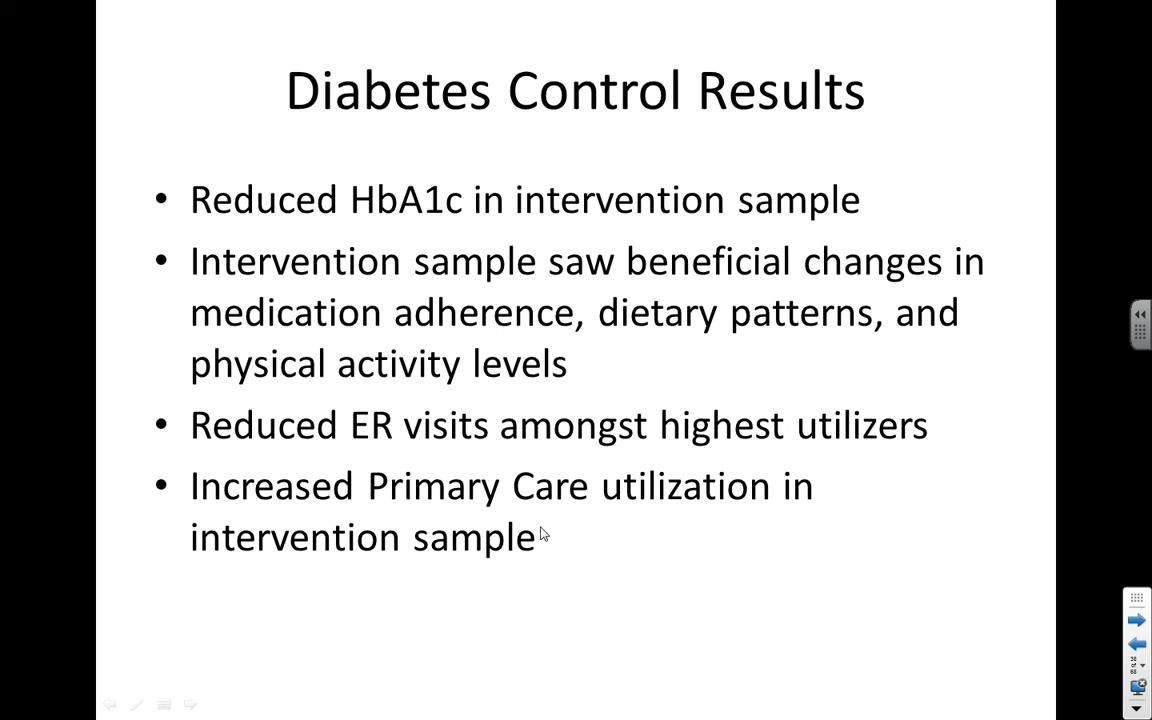 Diabetes Control Results
• Reduced HbA1c in intervention sample
• Intervention sample saw beneficial changes in
medication adherence, dietary patterns, and
physical activity levels
• Reduced ER visits amongst highest utilizers
• Increased Primary Care utilization in
intervention sample